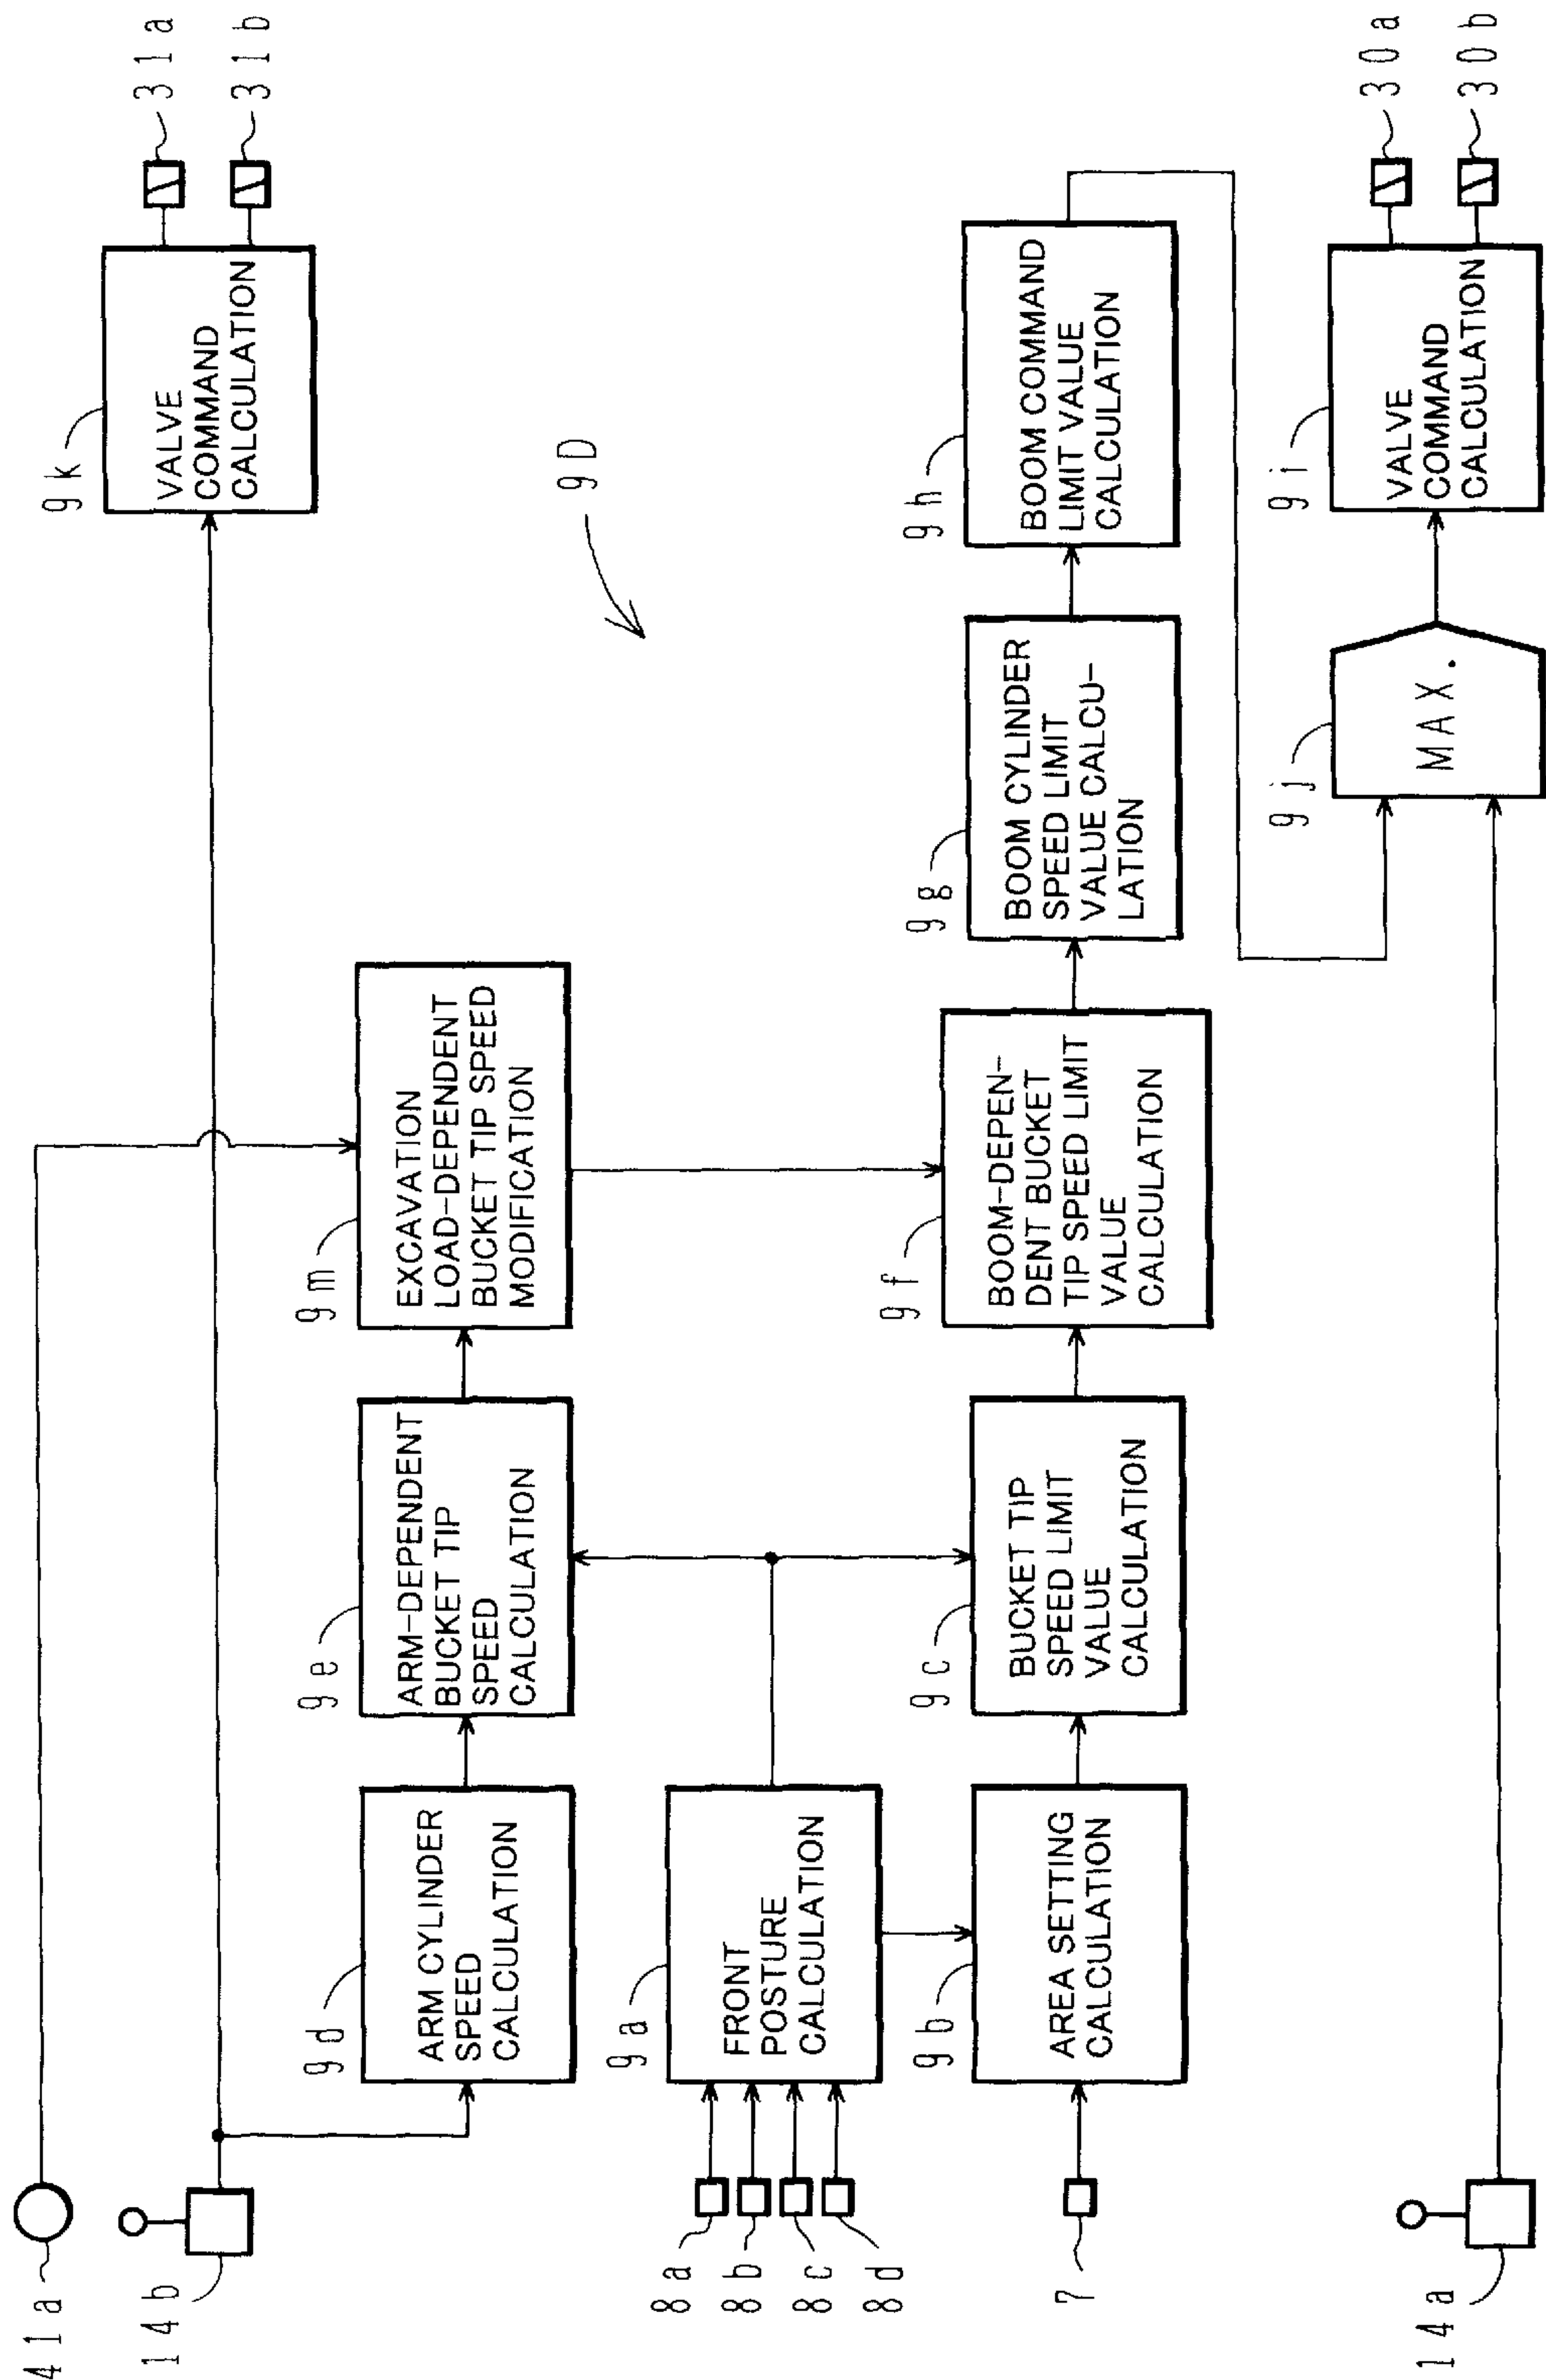 41a
14b
9k
VALVE
COMMAND
CALCULATION
31a
31b
9d
ARM CYLINDER
SPEED
CALCULATION
9e
ARM-DEPENDENT
BUCKET TIP
SPEED
CALCULATION
9m
EXCAVATION
LOAD-DEPENDENT
BUCKET TIP SPEED
MODIFICATION
9D
8a
8b
8c
8d
9a
FRONT
POSTURE
CALCULATION
7
9b
AREA SETTING
CALCULATION
9c
BUCKET TIP
SPEED LIMIT
VALUE
CALCULATION
9f
BOOM-DEPEN-
DENT BUCKET
TIP SPEED LIMIT
VALUE
CALCULATION
9g
BOOM CYLINDER
SPEED LIMIT
VALUE CALCU-
LATION
9h
BOOM COMMAND
LIMIT VALUE
CALCULATION
14a
9j
MAX.
9i
VALVE
COMMAND
CALCULATION
30a
30b